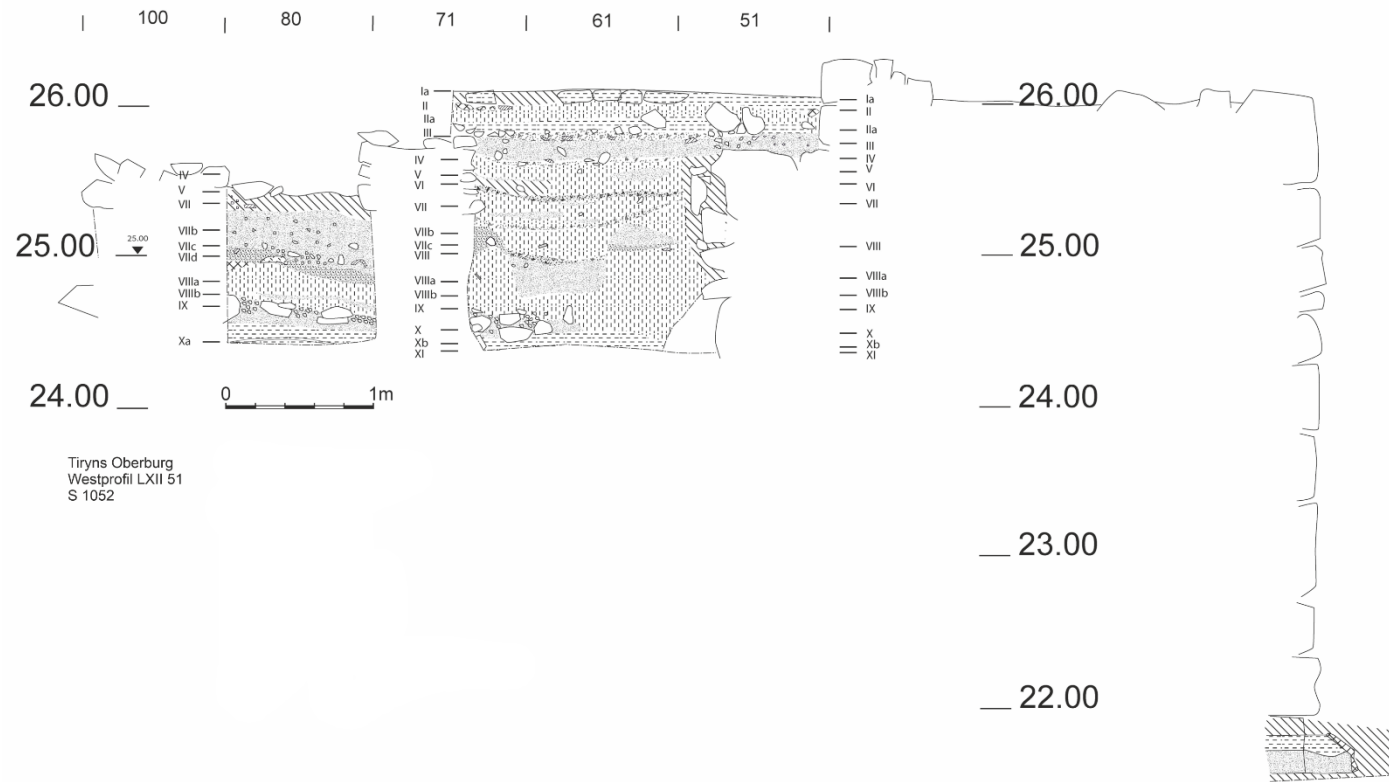 100 80 71 61 51
26.00
25.00
25.00
24.00
IV
V
VII
VIIb
VIIc
VIId
VIIIa
VIIIb
IX
Xa
Ia
II
IIa
III
IV
V
VI
VII
VIIb
VIIc
VIII
VIIIa
VIIIb
IX
X
Xb
XI
Ia
II
IIa
III
IV
V
VI
VII
VIII
VIIIa
VIIIb
IX
X
Xb
XI
26.00
25.00
24.00
23.00
22.00
0 1m
Tiryns Oberburg
Westprofil LXII 51
S 1052